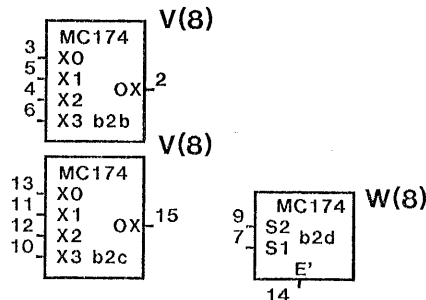 V(8)
MC174
3 X0
5 X1
4 X2 OX 2
6 X3 b2b
V(8)
MC174
13 X0
11 X1
12 X2 OX 15
10 X3 b2c
W(8)
MC174
9 S2 b2d
7 S1
E'
14